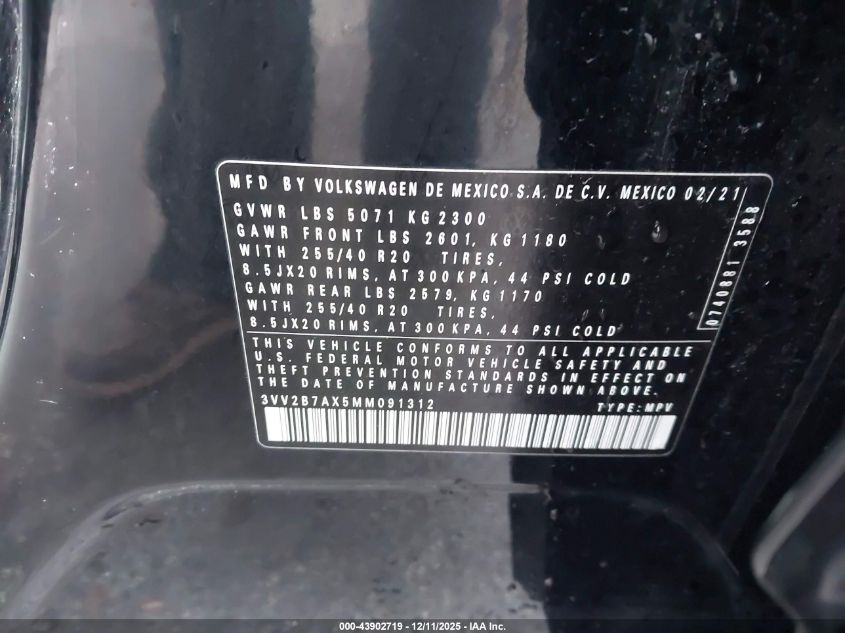 MFD BY VOLKSWAGEN DE MEXICO S.A. DE C.V. MEXICO 02/21
GVWR LBS 5071 KG 2300
GAWR FRONT LBS 2601, KG 1180
WITH 255/40 R20 TIRES,
8.5JX20 RIMS, AT 300 KPA, 44 PSI COLD
GAWR REAR LBS 2579, KG 1170
WITH 255/40 R20 TIRES,
8.5JX20 RIMS, AT 300 KPA, 44 PSI COLD
0740881 3588
THIS VEHICLE CONFORMS TO ALL APPLICABLE
U.S. FEDERAL MOTOR VEHICLE SAFETY AND
THEFT PREVENTION STANDARDS IN EFFECT ON
THE DATE OF MANUFACTURE SHOWN ABOVE.
3VV2B7AX5MM091312 TYPE: MPV
000-43902719 - 12/11/2025 - IAA Inc.